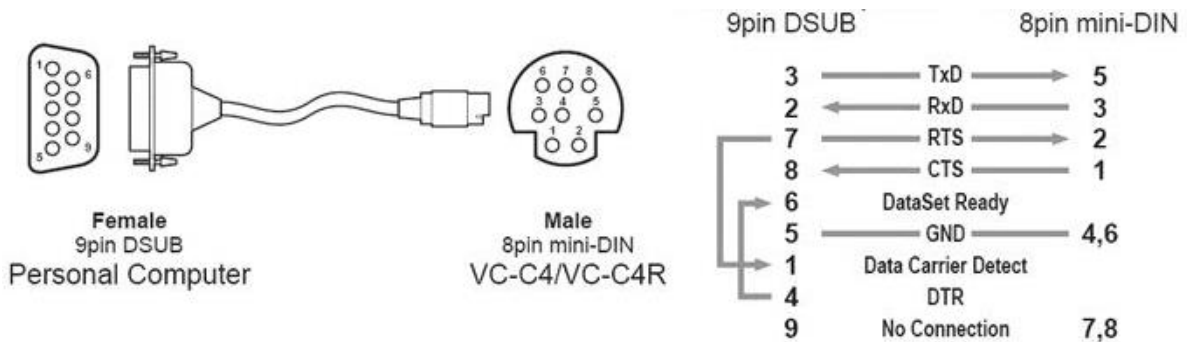 9pin DSUB 8pin mini-DIN
1 6
5 9
6 7 8
3 4 5
1 2
Female
9pin DSUB
Personal Computer
Male
8pin mini-DIN
VC-C4/VC-C4R
3 TxD 5
2 RxD 3
7 RTS 2
8 CTS 1
6 DataSet Ready
5 GND 4,6
1 Data Carrier Detect
4 DTR
9 No Connection 7,8